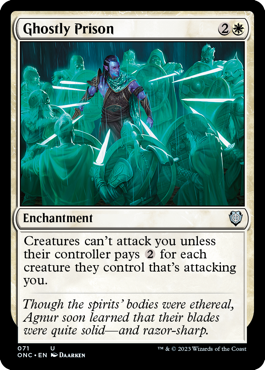 Ghostly Prison 2
Enchantment
Creatures can't attack you unless
their controller pays 2 for each
creature they control that's attacking
you.
Though the spirits' bodies were ethereal,
Agnur soon learned that their blades
were quite solid—and razor-sharp.
071 U
ONC • EN Daarken ™ & © 2023 Wizards of the Coast